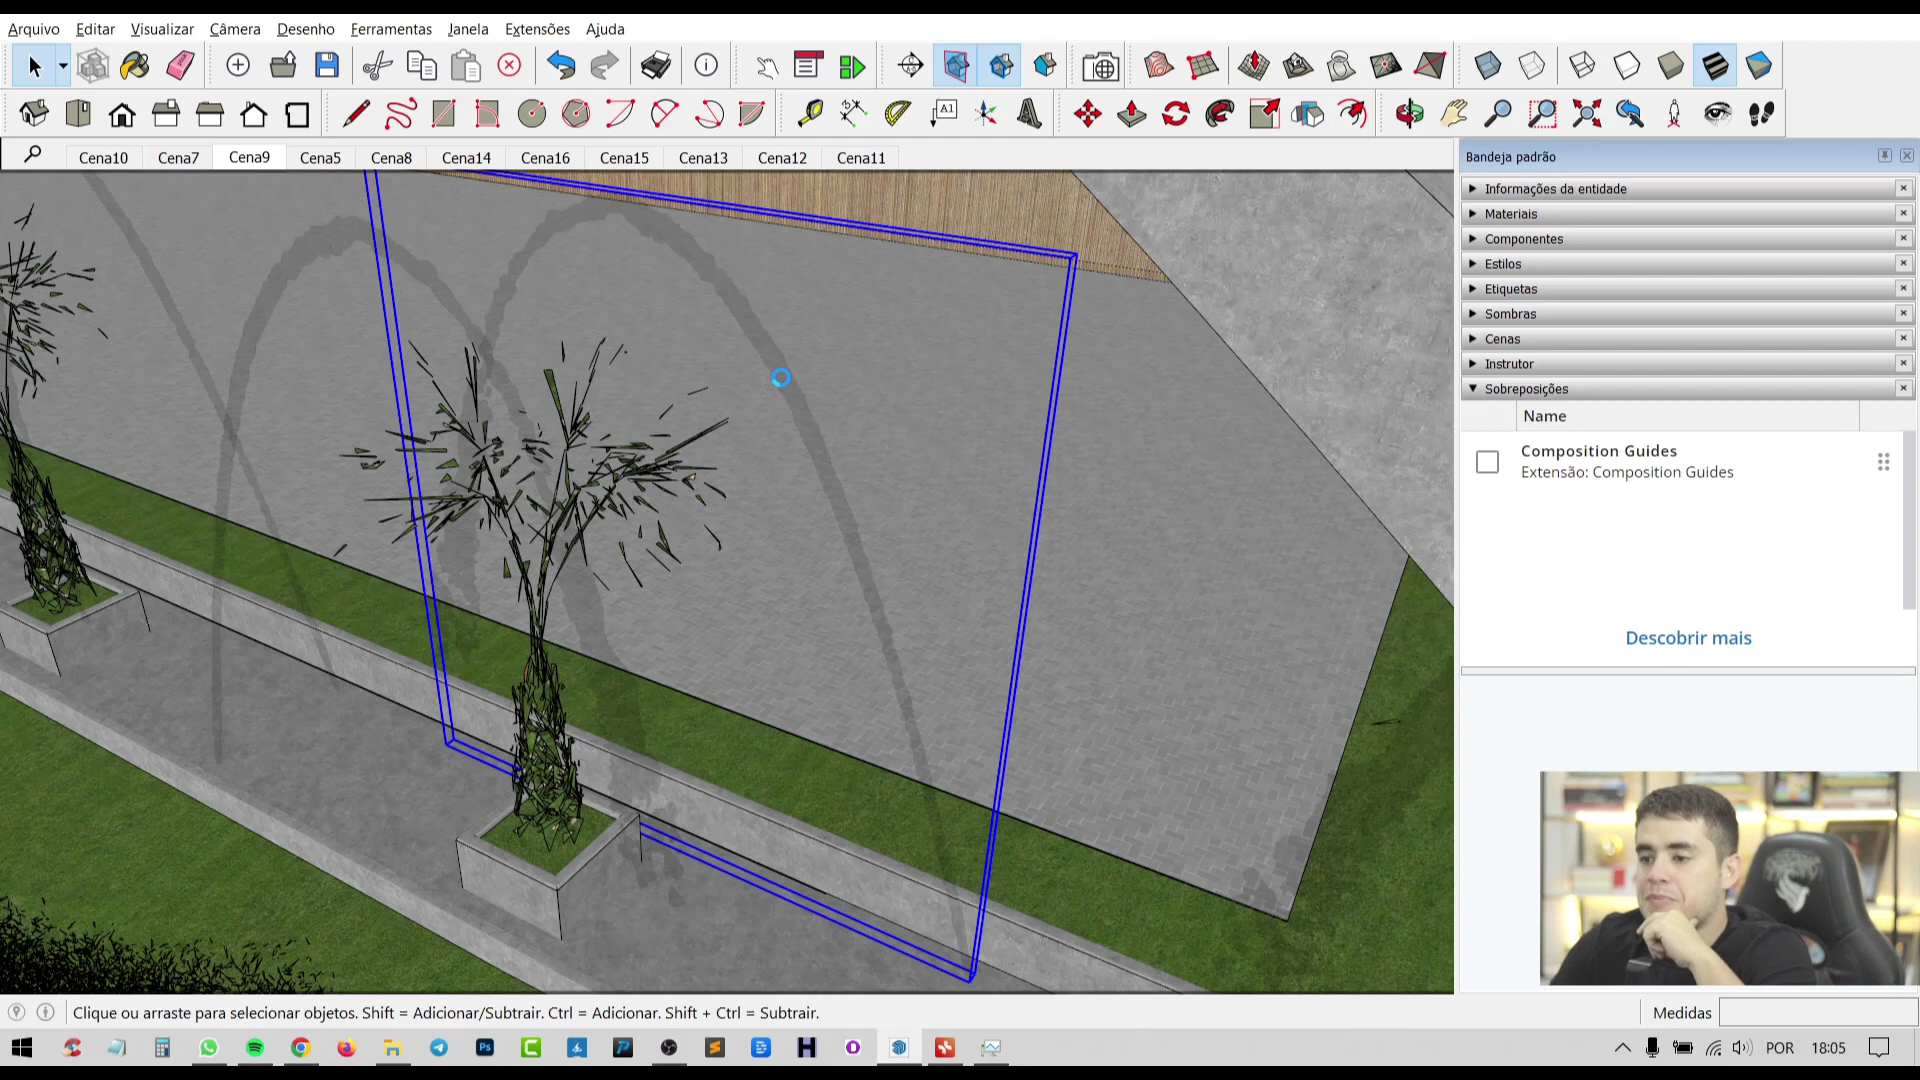 Arquivo Editar Visualizar Câmera Desenho Ferramentas Janela Extensões Ajuda
A1
Cena10 Cena7 Cena9 Cena5 Cena8 Cena14 Cena16 Cena15 Cena13 Cena12 Cena11
Bandeja padrão
Informações da entidade
Materiais
Componentes
Estilos
Etiquetas
Sombras
Cenas
Instrutor
Sobreposições
Name
Composition Guides
Extensão: Composition Guides
Descobrir mais
Clique ou arraste para selecionar objetos. Shift = Adicionar/Subtrair. Ctrl = Adicionar. Shift + Ctrl = Subtrair.
Medidas
POR 18:05